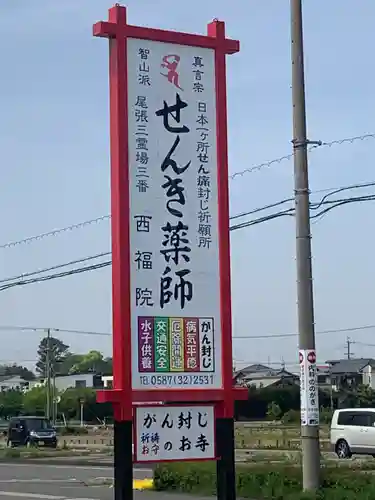 真言宗
智山派
日本一ヶ所せん痛封じ祈願所
せんき薬師
尾張三霊場三番
西福院
がん封じ
病気平癒
厄除開運
交通安全
水子供養
TEL 0587(32)2541
がん封じ
祈りのお寺